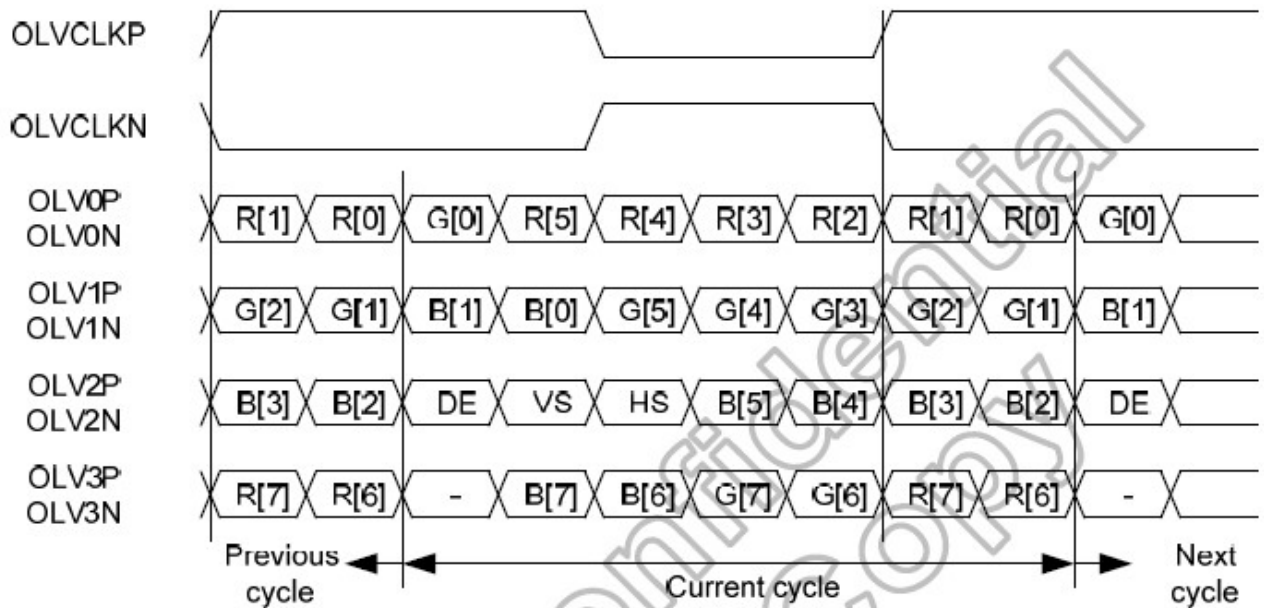 OLVCLKP
OLVCLKN
OLV0P
OLV0N
R[1] R[0] G[0] R[5] R[4] R[3] R[2] R[1] R[0] G[0]
OLV1P
OLV1N
G[2] G[1] B[1] B[0] G[5] G[4] G[3] G[2] G[1] B[1]
OLV2P
OLV2N
B[3] B[2] DE VS HS B[5] B[4] B[3] B[2] DE
OLV3P
OLV3N
R[7] R[6] - B[7] B[6] G[7] G[6] R[7] R[6] -
Previous
cycle
Current cycle
Next
cycle
Confidential
Copy